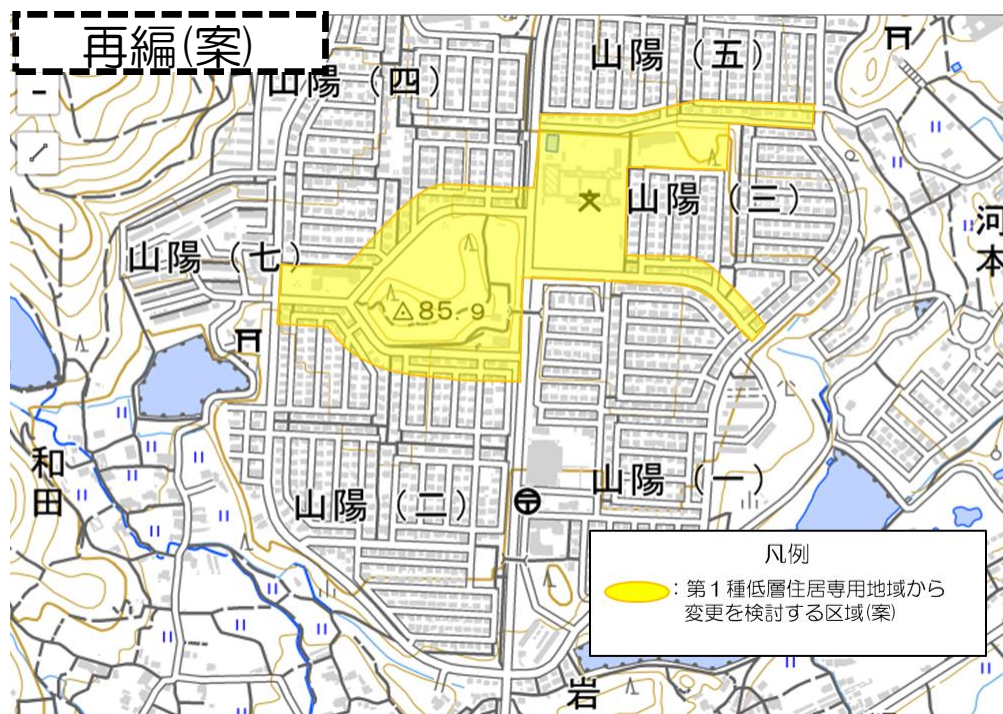 再編(案)
山陽(四)
山陽(五)
山陽(三)
河本
山陽(七)
85.9
和田
山陽(二)
山陽(一)
岩
凡例
:第1種低層住居専用地域から
変更を検討する区域(案)